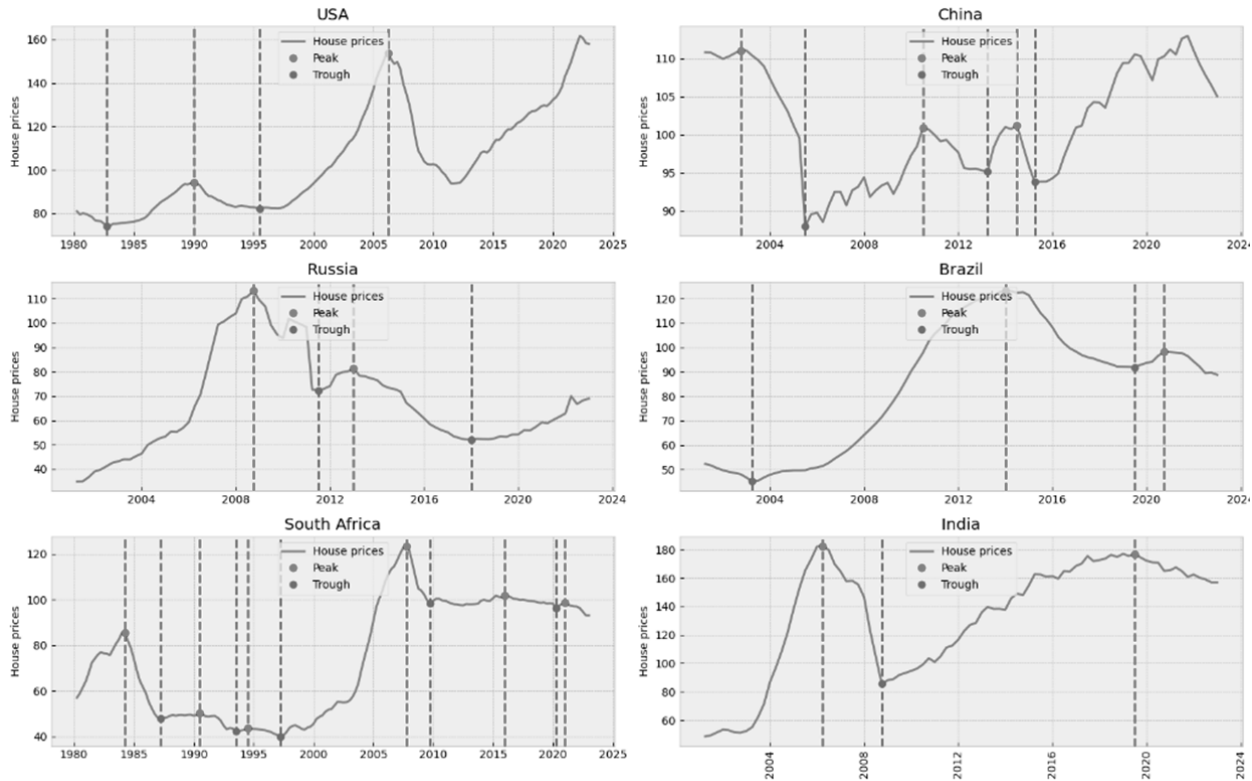 USA
House prices
160
140
120
100
80
House prices
Peak
Trough
1980 1985 1990 1995 2000 2005 2010 2015 2020 2025
China
House prices
110
105
100
95
90
House prices
Peak
Trough
2004 2008 2012 2016 2020 2024
Russia
House prices
110
100
90
80
70
60
50
40
House prices
Peak
Trough
2004 2008 2012 2016 2020 2024
Brazil
House prices
120
110
100
90
80
70
60
50
House prices
Peak
Trough
2004 2008 2012 2016 2020 2024
South Africa
House prices
120
100
80
60
40
House prices
Peak
Trough
1980 1985 1990 1995 2000 2005 2010 2015 2020 2025
India
House prices
180
160
140
120
100
80
60
House prices
Peak
Trough
2004 2008 2012 2016 2020 2024